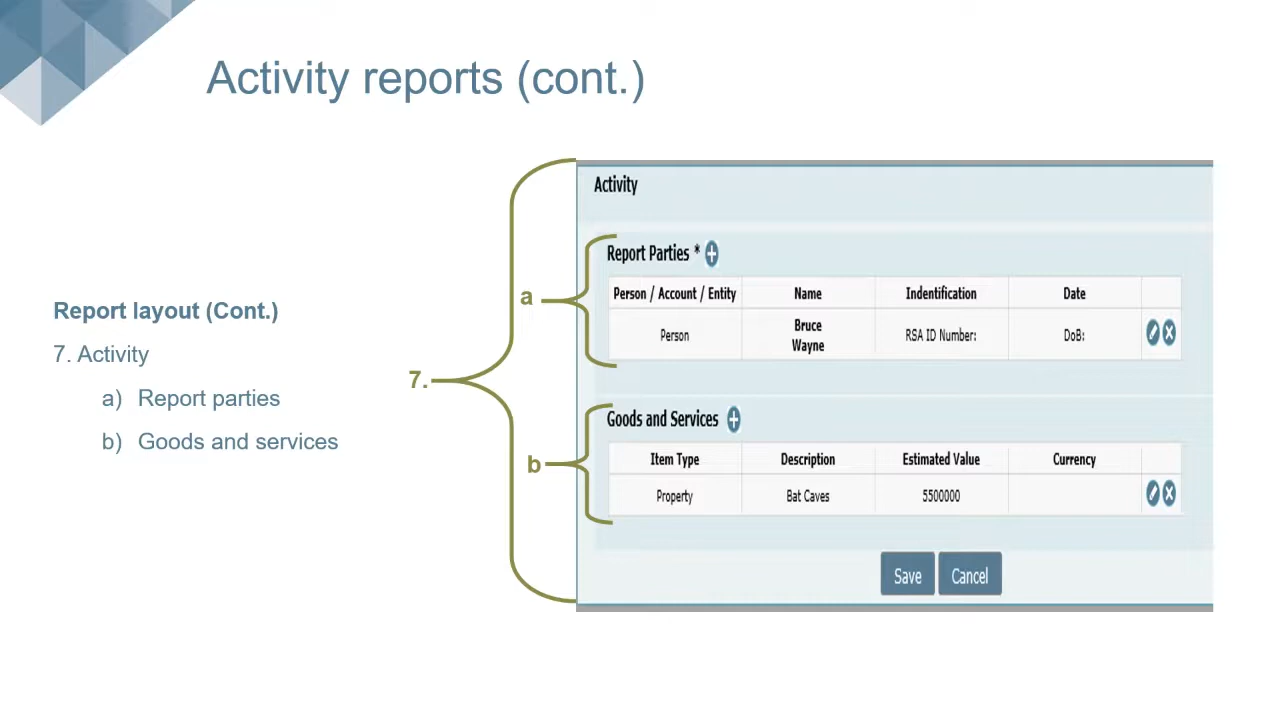 Activity reports (cont.)
Report layout (Cont.)
7. Activity
a) Report parties
b) Goods and services
7.
a
b
Activity
Report Parties *
Person / Account / Entity Name Indentification Date
Person Bruce Wayne RSA ID Number: DoB:
Goods and Services
Item Type Description Estimated Value Currency
Property Bat Caves 5500000
Save Cancel